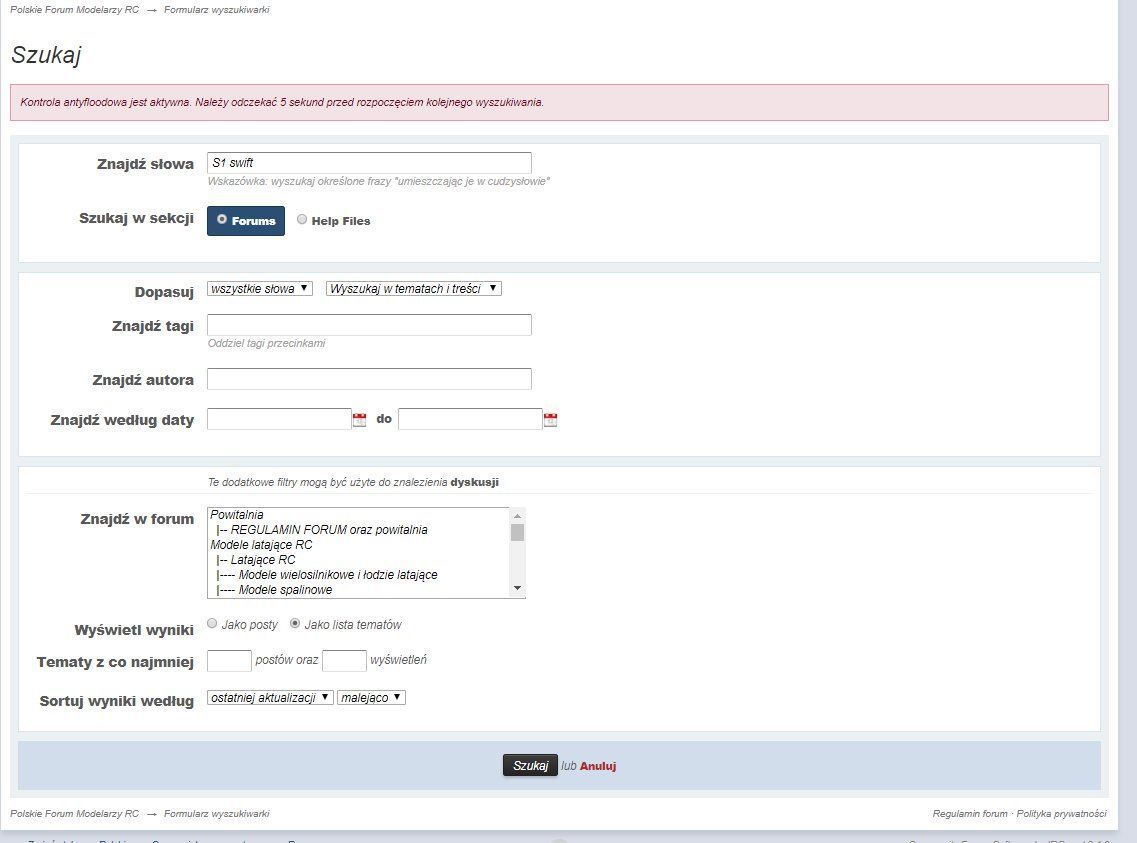 Polskie Forum Modelarzy RC → Formularz wyszukiwarki
Szukaj
Kontrola antyfloodowa jest aktywna. Należy odczekać 5 sekund przed rozpoczęciem kolejnego wyszukiwania.
Znajdź słowa S1 swift
Wskazówka: wyszukaj określone frazy "umieszczając je w cudzysłowie"
Szukaj w sekcji Forums Help Files
Dopasuj wszystkie słowa Wyszukaj w tematach i treści
Znajdź tagi
Oddziel tagi przecinkami
Znajdź autora
Znajdź według daty do
Te dodatkowe filtry mogą być użyte do znalezienia dyskusji
Znajdź w forum Powitalnia
|-- REGULAMIN FORUM oraz powitalnia
Modele latające RC
|-- Latające RC
|---- Modele wielosilnikowe i łodzie latające
|---- Modele spalinowe
Wyświetl wyniki Jako posty Jako lista tematów
Tematy z co najmniej postów oraz wyświetleń
Sortuj wyniki według ostatniej aktualizacji malejąco
Szukaj lub Anuluj
Polskie Forum Modelarzy RC → Formularz wyszukiwarki Regulamin forum · Polityka prywatności